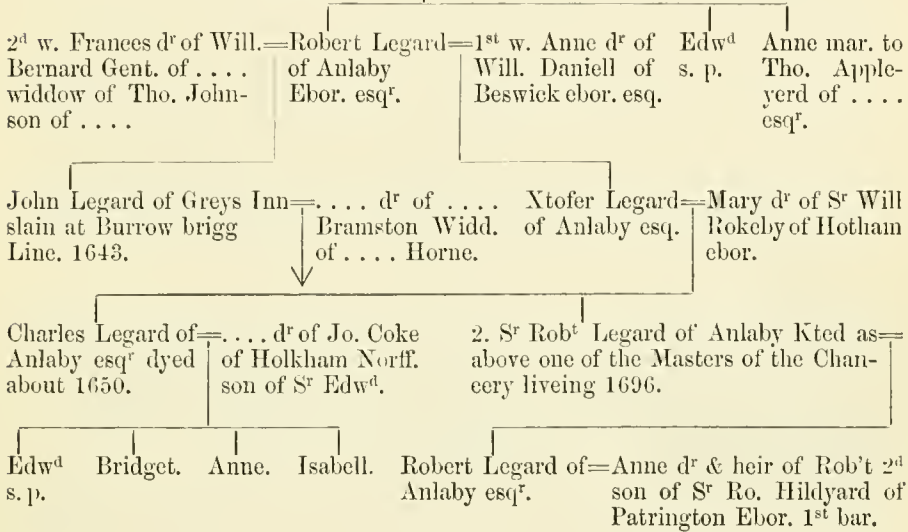 2ᵈ w. Frances dʳ of Will.=Robert Legard=1ˢᵗ w. Anne dʳ of Edwᵈ Anne mar. to
Bernard Gent. of . . . . of Anlaby Will. Daniell of s. p. Tho. Apple-
widdow of Tho. John- Ebor. esqʳ. Beswick ebor. esq. yerd of . . . .
son of . . . . esqʳ.
John Legard of Greys Inn=. . . . dʳ of . . . . Xtofer Legard=Mary dʳ of Sʳ Will
slain at Burrow brigg Bramston Widd. of Anlaby esq. Rokeby of Hotham
Linc. 1643. of . . . . Horne. ebor.
Charles Legard of=. . . . dʳ of Jo. Coke 2. Sʳ Robᵗ Legard of Anlaby Kted as=
Anlaby esqʳ dyed of Holkham Norff. above one of the Masters of the Chan-
about 1650. son of Sʳ Edwᵈ. cery liveing 1696.
Edwᵈ Bridget. Anne. Isabell. Robert Legard of=Anne dʳ & heir of Rob't 2ᵈ
s. p. Anlaby esqʳ. son of Sʳ Ro. Hildyard of
Patrington Ebor. 1ˢᵗ bar.